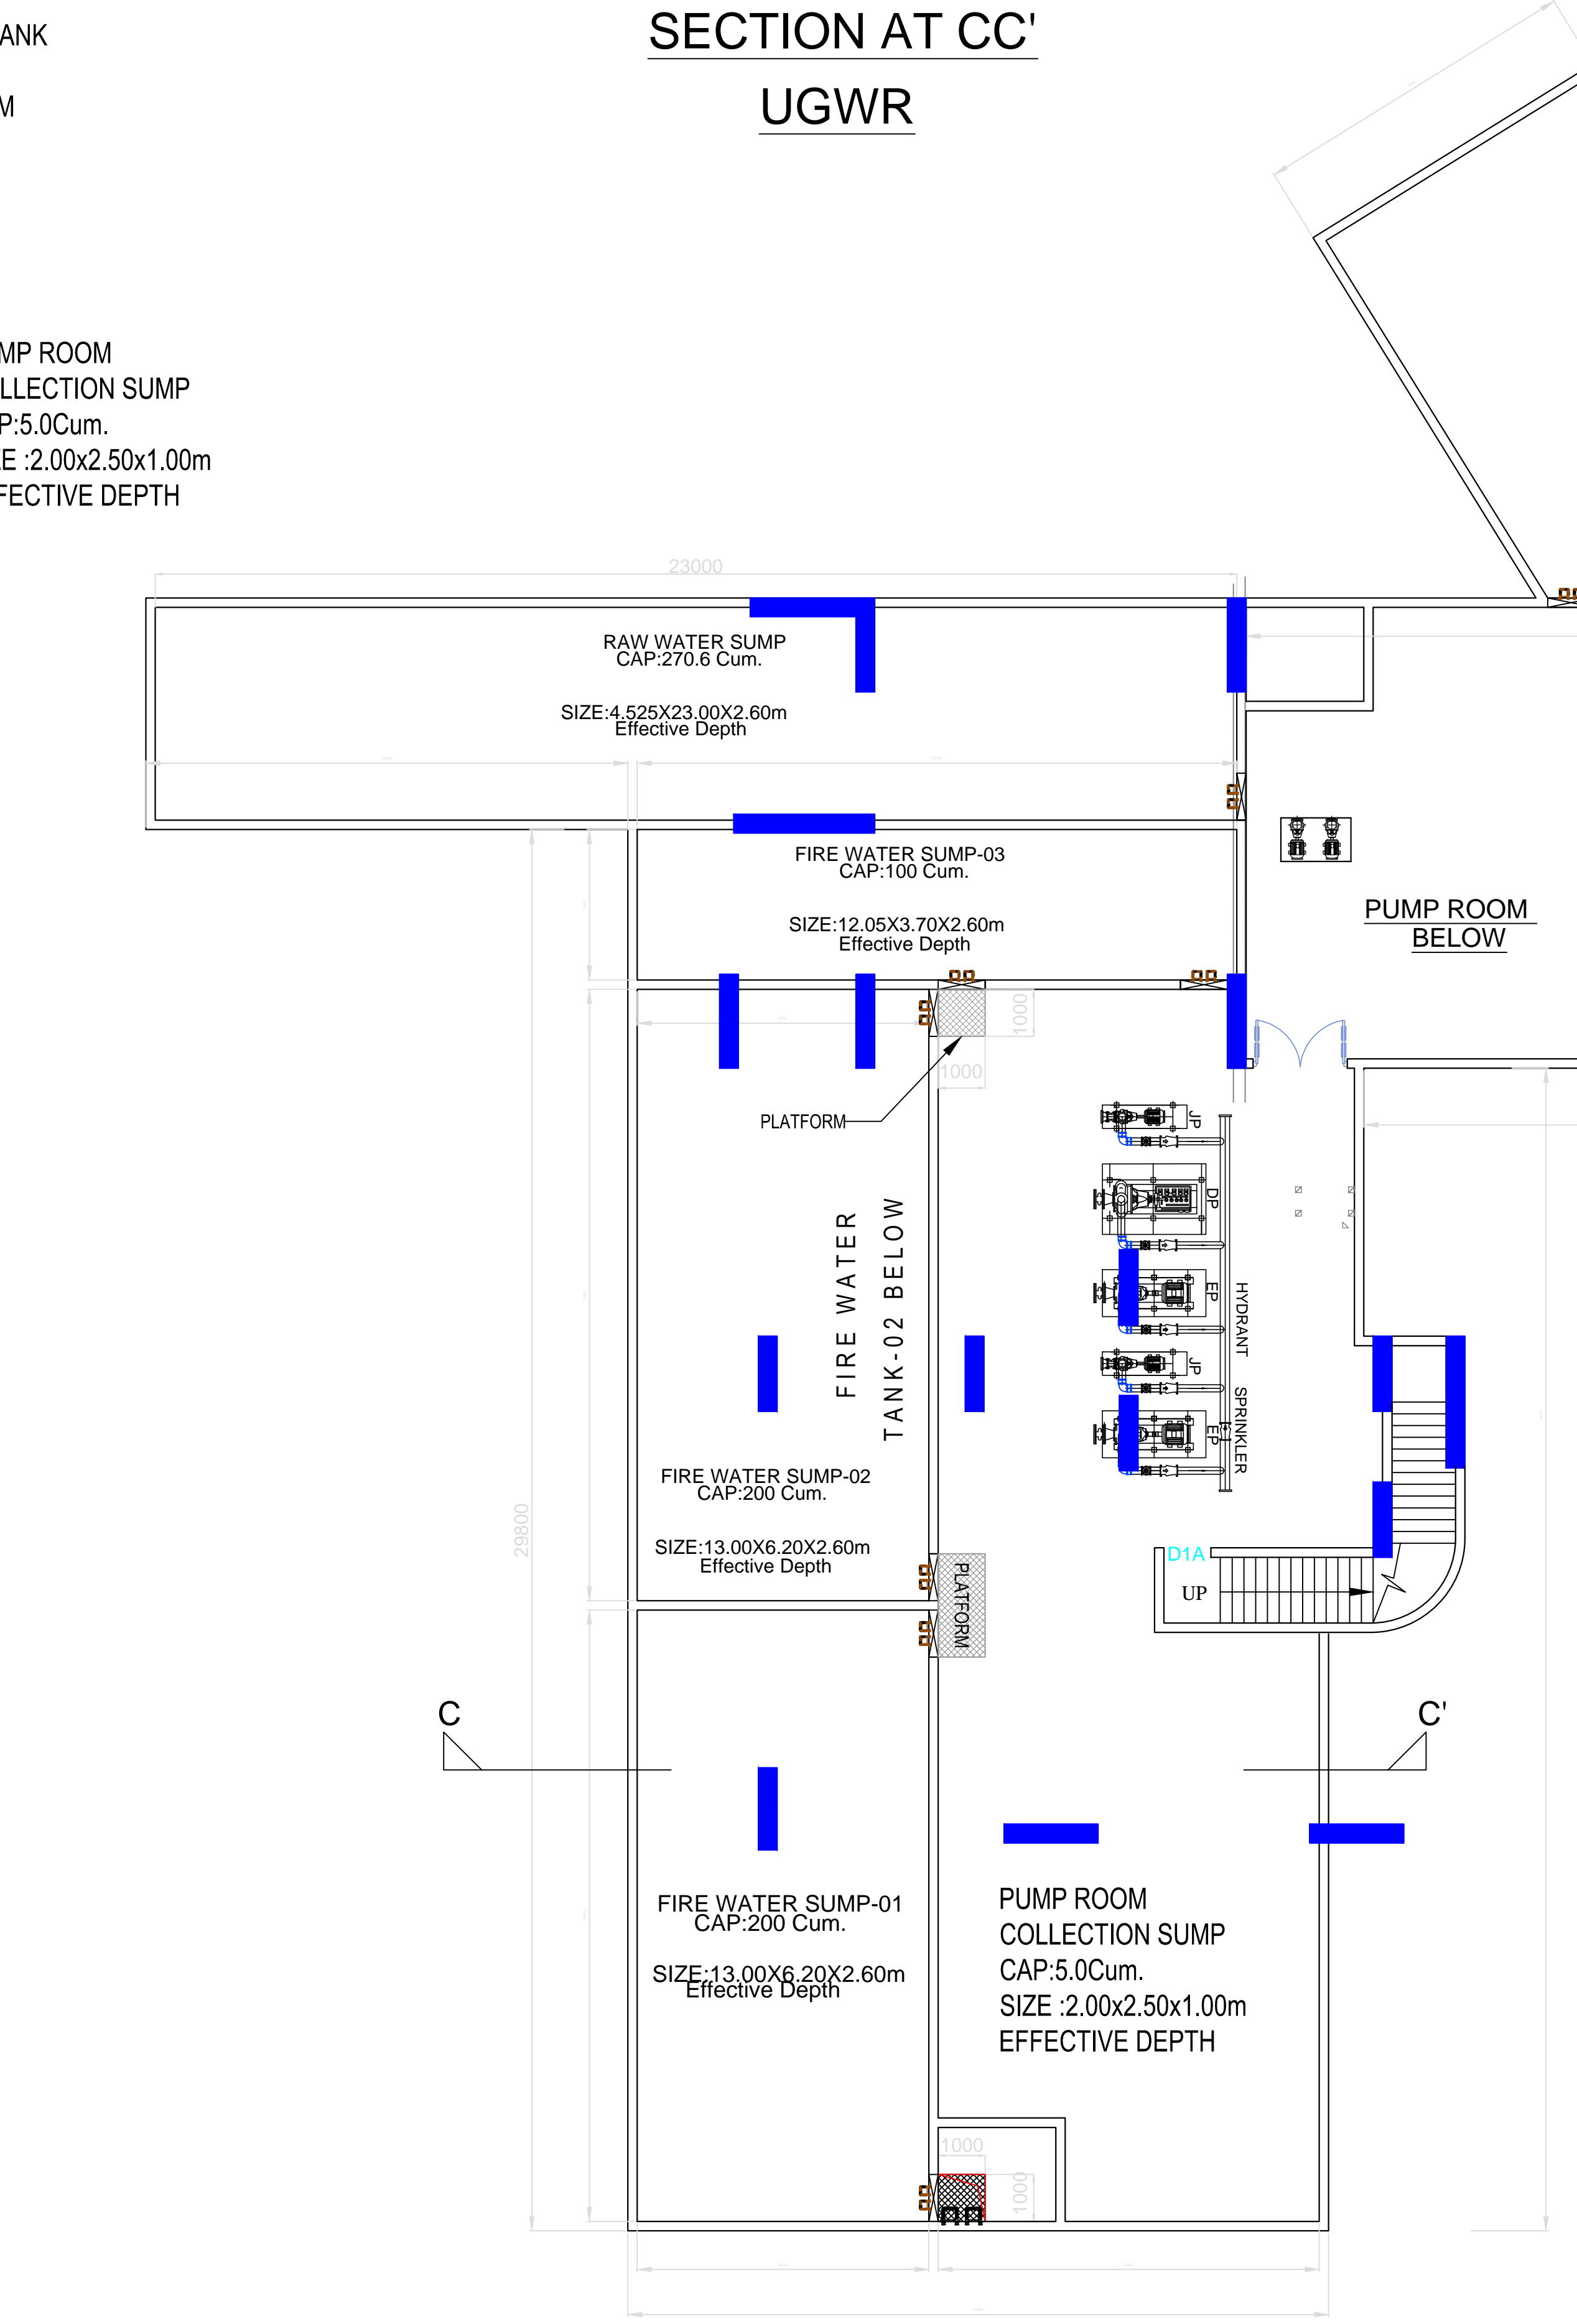 SECTION AT CC'
UGWR
ANK
M
MP ROOM
LLECTION SUMP
P:5.0Cum.
E :2.00x2.50x1.00m
FECTIVE DEPTH
23000
RAW WATER SUMP
CAP:270.6 Cum.
SIZE:4.525X23.00X2.60m
Effective Depth
FIRE WATER SUMP-03
CAP:100 Cum.
SIZE:12.05X3.70X2.60m
Effective Depth
PUMP ROOM
BELOW
1000
1000
PLATFORM
JP
DP
EP
JP
EP
HYDRANT
SPRINKLER
FIRE WATER
TANK-02 BELOW
FIRE WATER SUMP-02
CAP:200 Cum.
SIZE:13.00X6.20X2.60m
Effective Depth
29800
PLATFORM
D1A
UP
C
C'
FIRE WATER SUMP-01
CAP:200 Cum.
SIZE:13.00X6.20X2.60m
Effective Depth
PUMP ROOM
COLLECTION SUMP
CAP:5.0Cum.
SIZE :2.00x2.50x1.00m
EFFECTIVE DEPTH
1000
1000